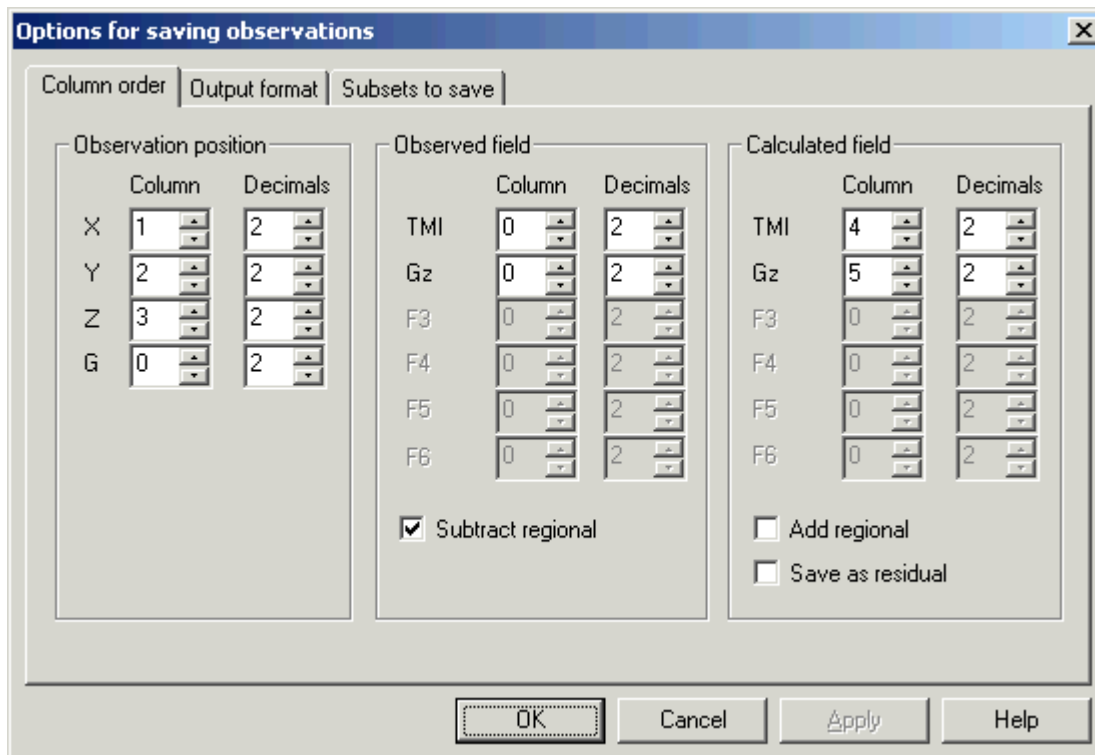 Options for saving observations
Column order Output format Subsets to save
Observation position Observed field Calculated field
Column Decimals Column Decimals Column Decimals
X 1 2 TMI 0 2 TMI 4 2
Y 2 2 Gz 0 2 Gz 5 2
Z 3 2 F3 0 2 F3 0 2
G 0 2 F4 0 2 F4 0 2
F5 0 2 F5 0 2
F6 0 2 F6 0 2
Subtract regional Add regional
Save as residual
OK Cancel Apply Help